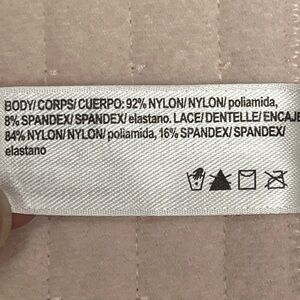 BODY/ CORPS/ CUERPO: 92% NYLON/ NYLON/ poliamida,
8% SPANDEX/ SPANDEX/ elastano. LACE/ DENTELLE/ ENCAJE
84% NYLON/ NYLON/ poliamida, 16% SPANDEX/ SPANDEX/
elastano